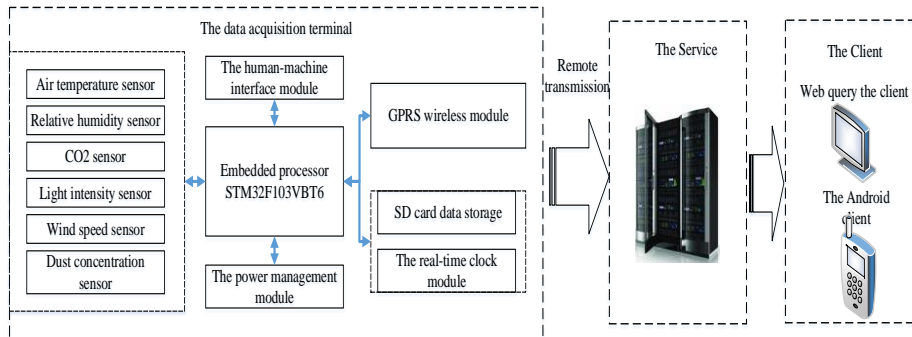 The data acquisition terminal
Air temperature sensor
Relative humidity sensor
CO2 sensor
Light intensity sensor
Wind speed sensor
Dust concentration
sensor
The human-machine
interface module
Embedded processor
STM32F103VBT6
The power management
module
GPRS wireless module
SD card data storage
The real-time clock
module
Remote
transmission
The Service
The Client
Web query the client
The Android
client